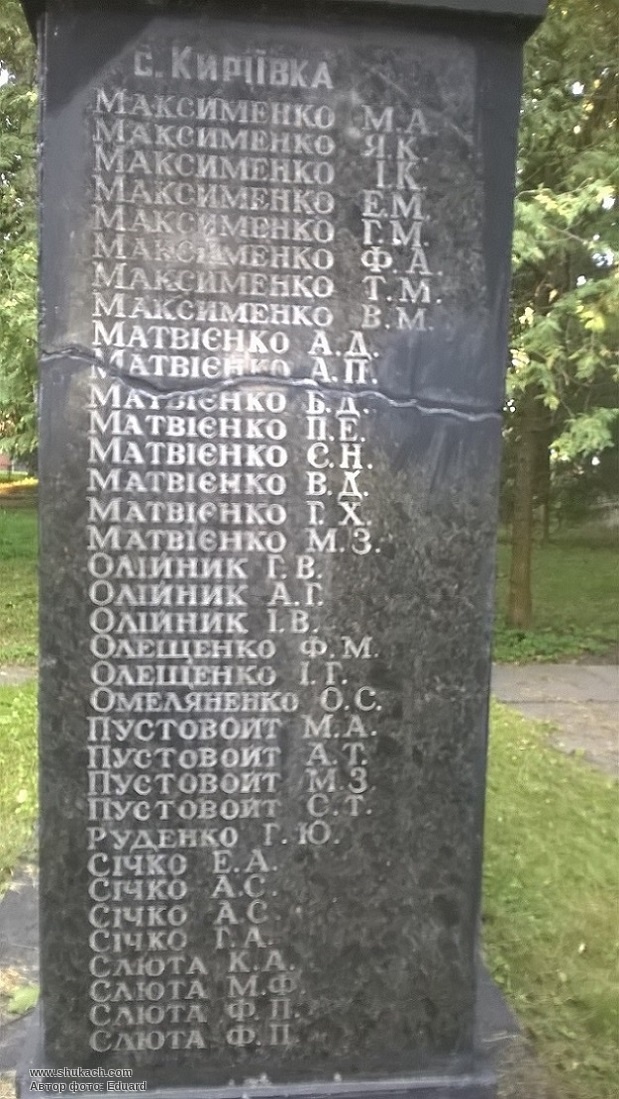 с. Киріївка
Максименко М.А.
Максименко Я.К.
Максименко І.К.
Максименко Е.М.
Максименко Г.М.
Максименко Ф.А.
Максименко Т.М.
Максименко В.М.
Матвієнко А.Д.
Матвієнко А.П.
Матвієнко Б.Д.
Матвієнко П.Е.
Матвієнко С.Н.
Матвієнко В.Д.
Матвієнко Г.Х.
Матвієнко М.З.
Олійник Г.В.
Олійник А.Г.
Олійник І.В.
Олещенко Ф.М.
Олещенко І.Г.
Омеляненко О.С.
Пустовойт М.А.
Пустовойт А.Т.
Пустовойт М.З
Пустовойт С.Т.
Руденко Г.Ю.
Січко Е.А.
Січко А.С.
Січко А.С.
Січко Г.А.
Слюта К.А.
Слюта М.Ф.
Слюта Ф.П.
Слюта Ф.П.
www.shukach.com
Автор фото: Eduard